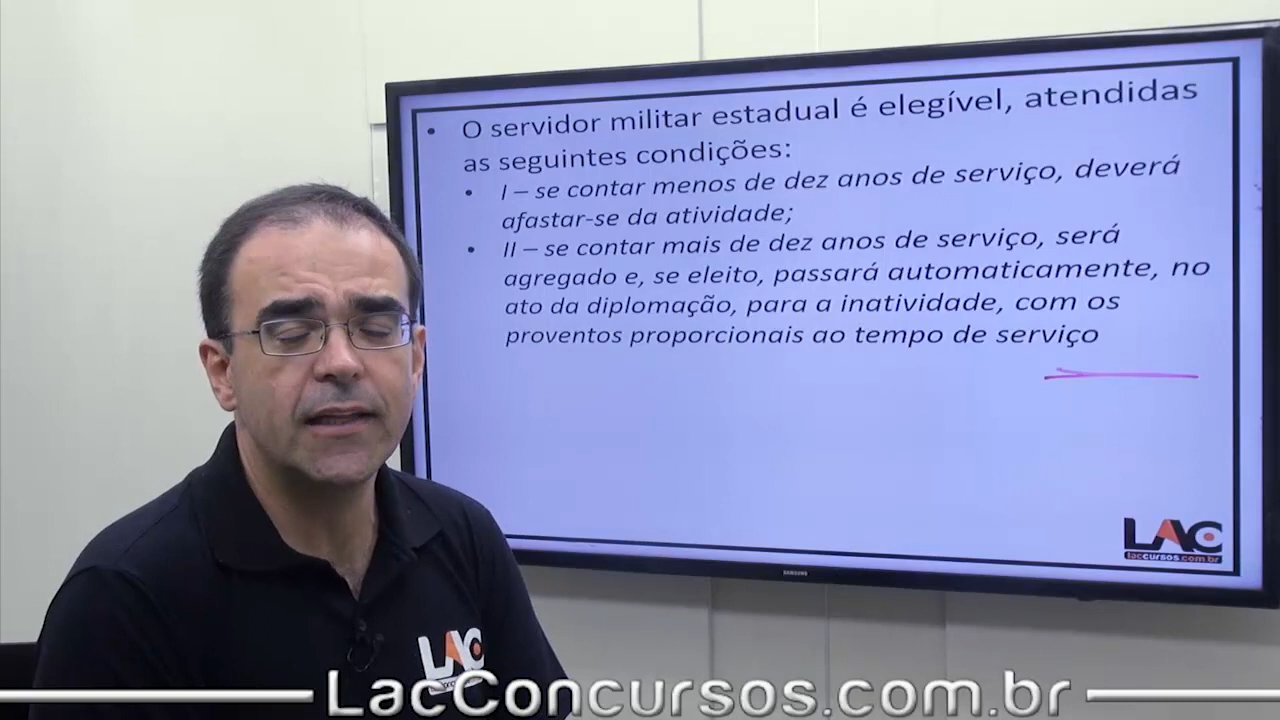 • O servidor militar estadual é elegível, atendidas
as seguintes condições:
• I – se contar menos de dez anos de serviço, deverá
afastar-se da atividade;
• II – se contar mais de dez anos de serviço, será
agregado e, se eleito, passará automaticamente, no
ato da diplomação, para a inatividade, com os
proventos proporcionais ao tempo de serviço
LAC
laccursos.com.br
SAMSUNG
LAC
LacConcursos.com.br